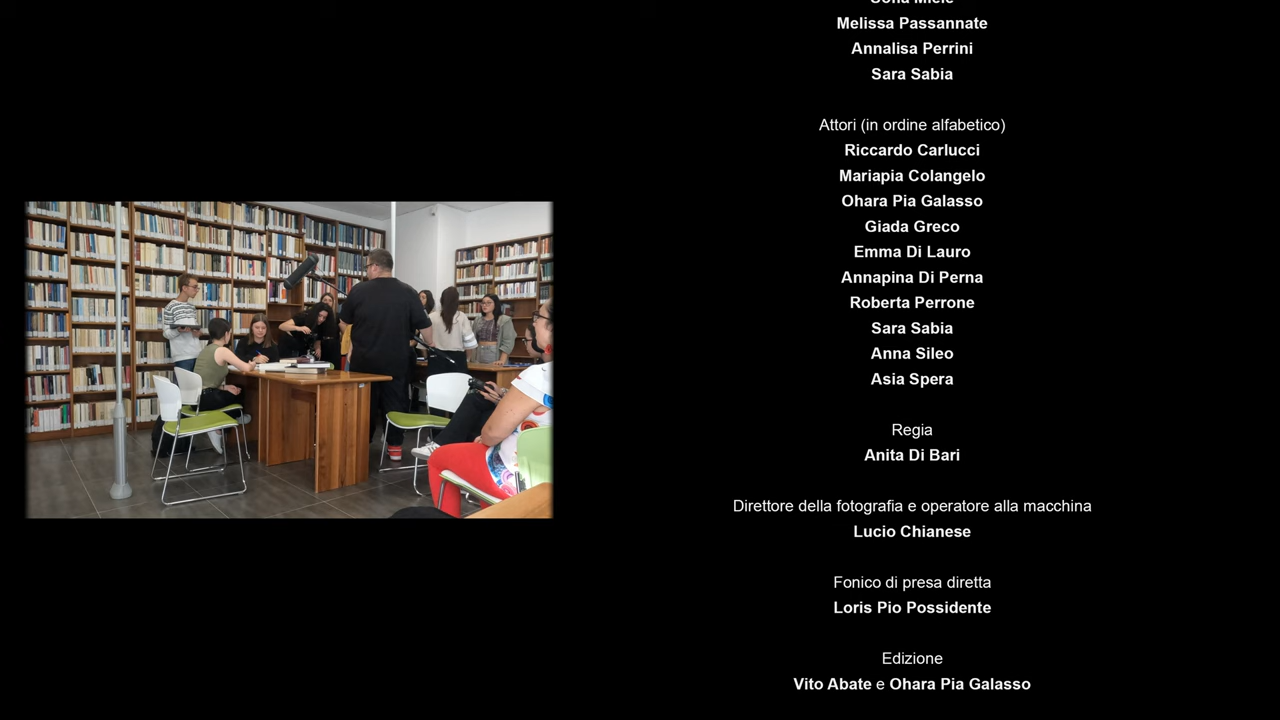 Sofia Miele
Melissa Passannate
Annalisa Perrini
Sara Sabia
Attori (in ordine alfabetico)
Riccardo Carlucci
Mariapia Colangelo
Ohara Pia Galasso
Giada Greco
Emma Di Lauro
Annapina Di Perna
Roberta Perrone
Sara Sabia
Anna Sileo
Asia Spera
Regia
Anita Di Bari
Direttore della fotografia e operatore alla macchina
Lucio Chianese
Fonico di presa diretta
Loris Pio Possidente
Edizione
Vito Abate e Ohara Pia Galasso